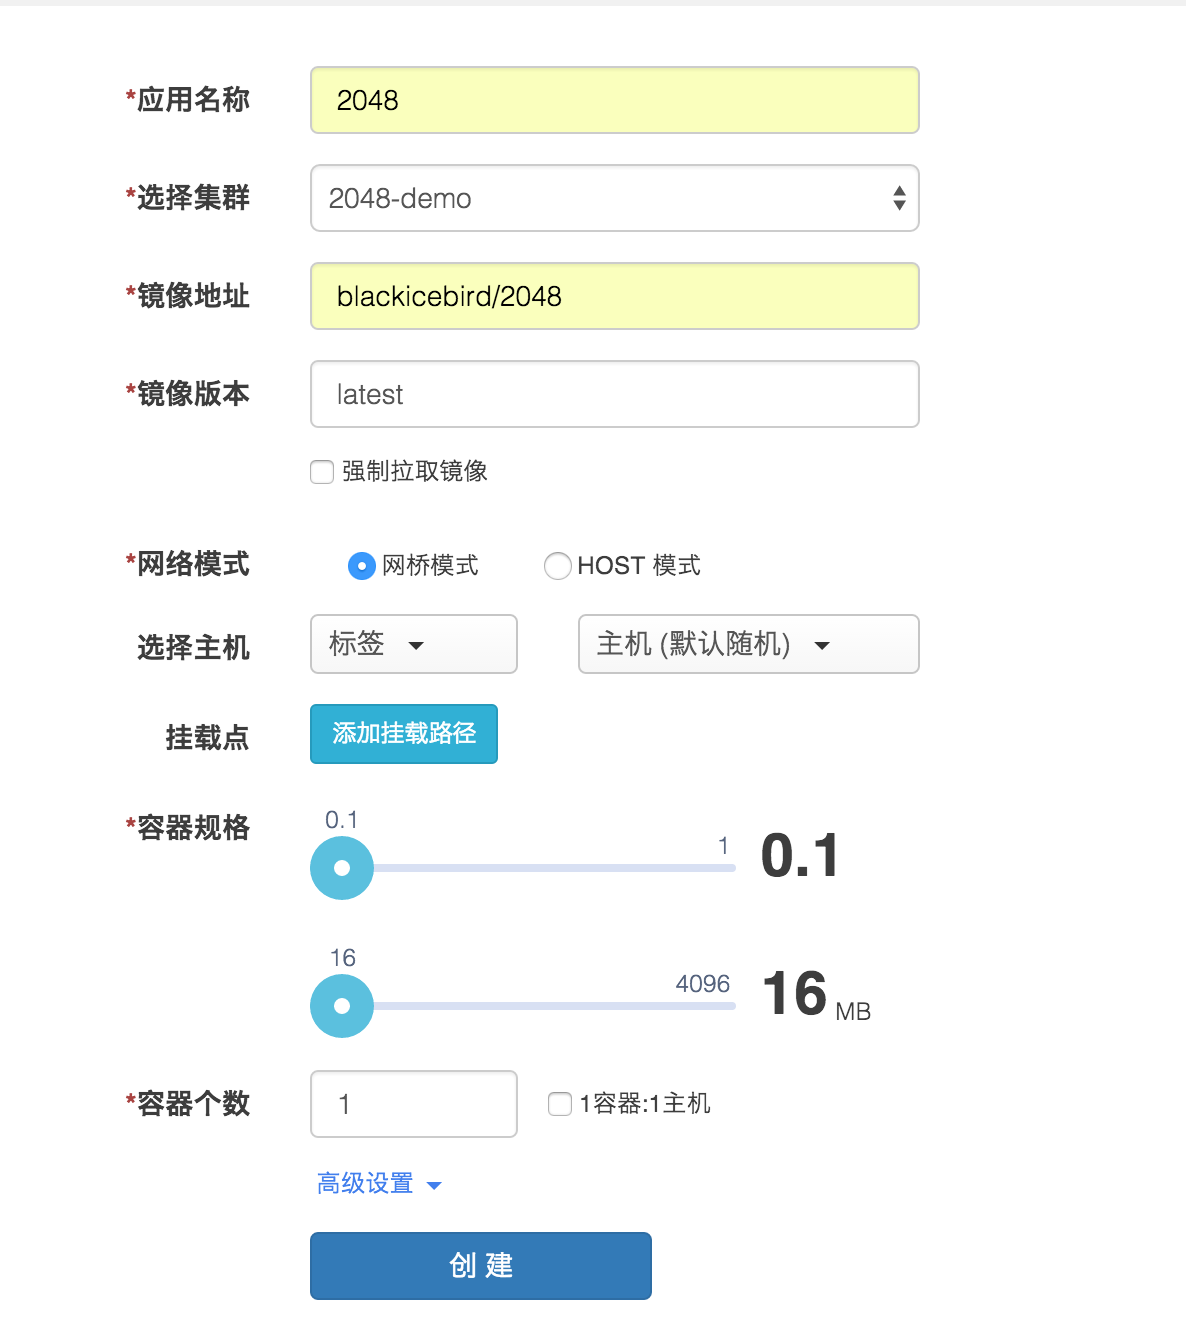 *应用名称 2048
*选择集群 2048-demo
*镜像地址 blackicebird/2048
*镜像版本 latest
强制拉取镜像
*网络模式 网桥模式 HOST 模式
选择主机 标签 主机 (默认随机)
挂载点 添加挂载路径
*容器规格 0.1 1 0.1
16 4096 16 MB
*容器个数 1 1容器:1主机
高级设置
创 建